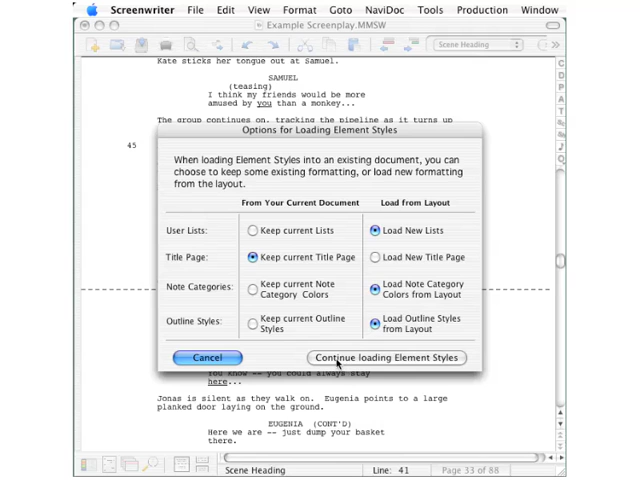 Screenwriter File Edit View Format Goto NaviDoc Tools Production Window
Example Screenplay.MMSW
Scene Heading
Kate sticks her tongue out at Samuel.
SAMUEL
(teasing)
I think my friends would be more
amused by you than a monkey...
The group continues on, tracking the pipeline as it turns up
45
Options for Loading Element Styles
When loading Element Styles into an existing document, you can
choose to keep some existing formatting, or load new formatting
from the layout.
From Your Current Document Load from Layout
User Lists: Keep current Lists Load New Lists
Title Page: Keep current Title Page Load New Title Page
Note Categories: Keep current Note Category Colors Load Note Category Colors from Layout
Outline Styles: Keep current Outline Styles Load Outline Styles from Layout
Cancel Continue loading Element Styles
You know -- you could always stay
here...
Jonas is silent as they walk on. Eugenia points to a large
planked door laying on the ground.
EUGENIA (CONT'D)
Here we are -- just dump your basket
there.
Scene Heading Line: 41 Page 33 of 88